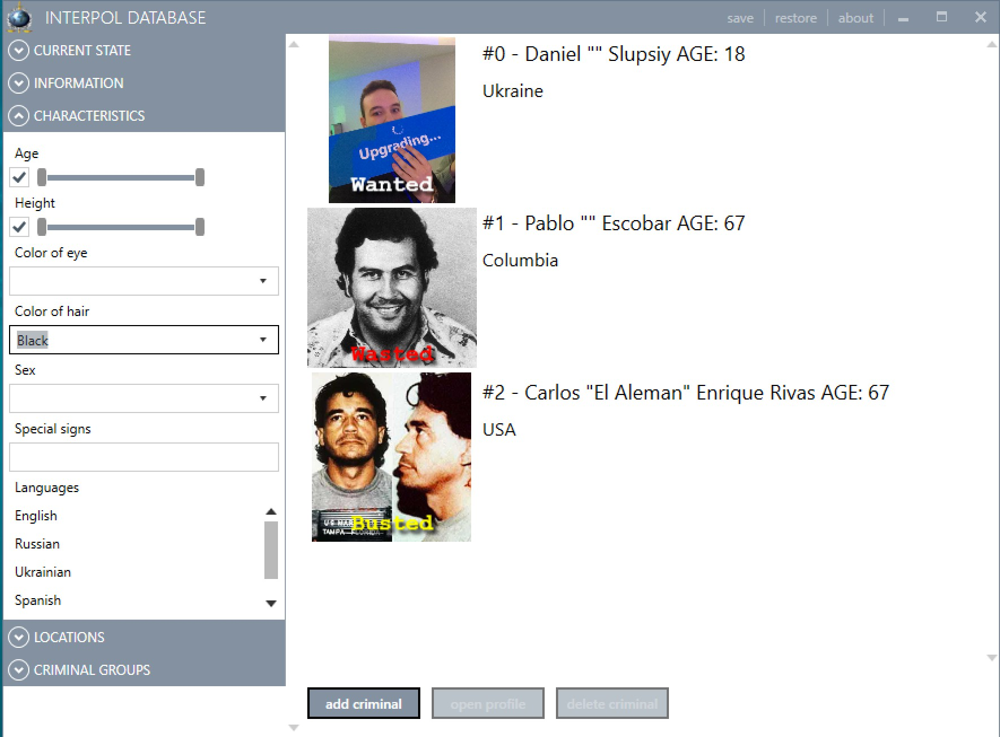 INTERPOL DATABASE
save
restore
about
CURRENT STATE
INFORMATION
CHARACTERISTICS
Age
Height
Color of eye
Color of hair
Black
Sex
Special signs
Languages
English
Russian
Ukrainian
Spanish
LOCATIONS
CRIMINAL GROUPS
Upgrading...
Wanted
#0 - Daniel "" Slupsiy AGE: 18
Ukraine
Wasted
#1 - Pablo "" Escobar AGE: 67
Columbia
TAMPA
Busted
#2 - Carlos "El Aleman" Enrique Rivas AGE: 67
USA
add criminal
open profile
delete criminal